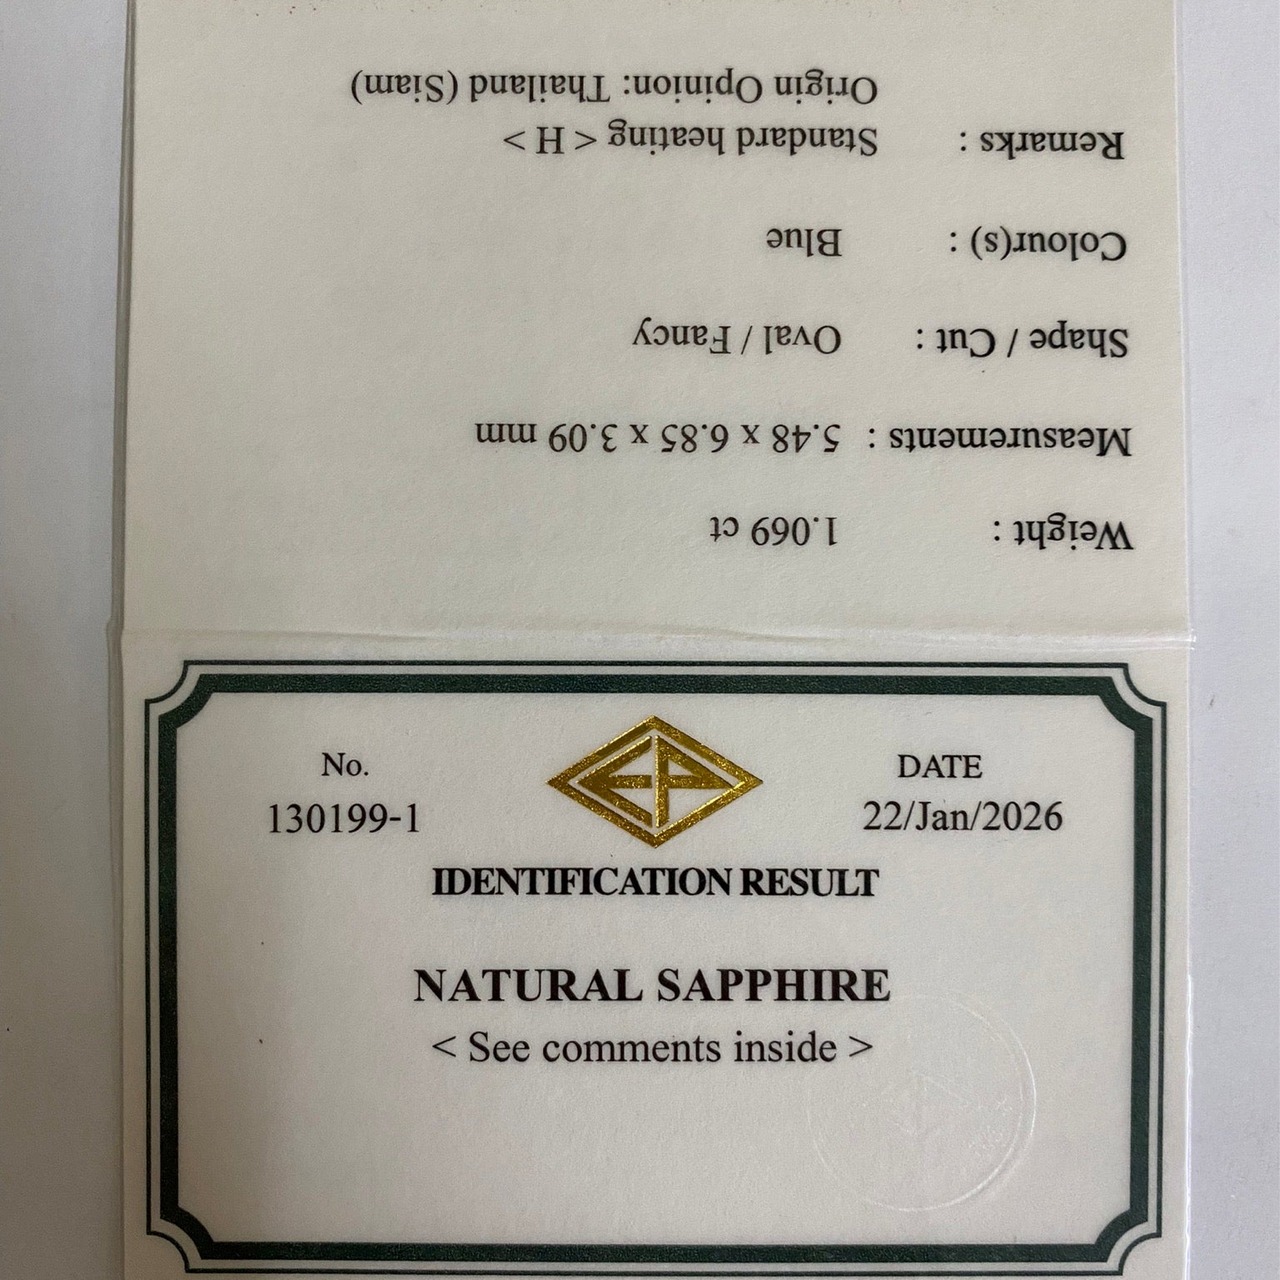 Weight : 1.069 ct
Measurements : 5.48 x 6.85 x 3.09 mm
Shape / Cut : Oval / Fancy
Colour(s) : Blue
Remarks : Standard heating < H >
Origin Opinion: Thailand (Siam)
No. DATE
130199-1 22/Jan/2026
IDENTIFICATION RESULT
NATURAL SAPPHIRE
< See comments inside >